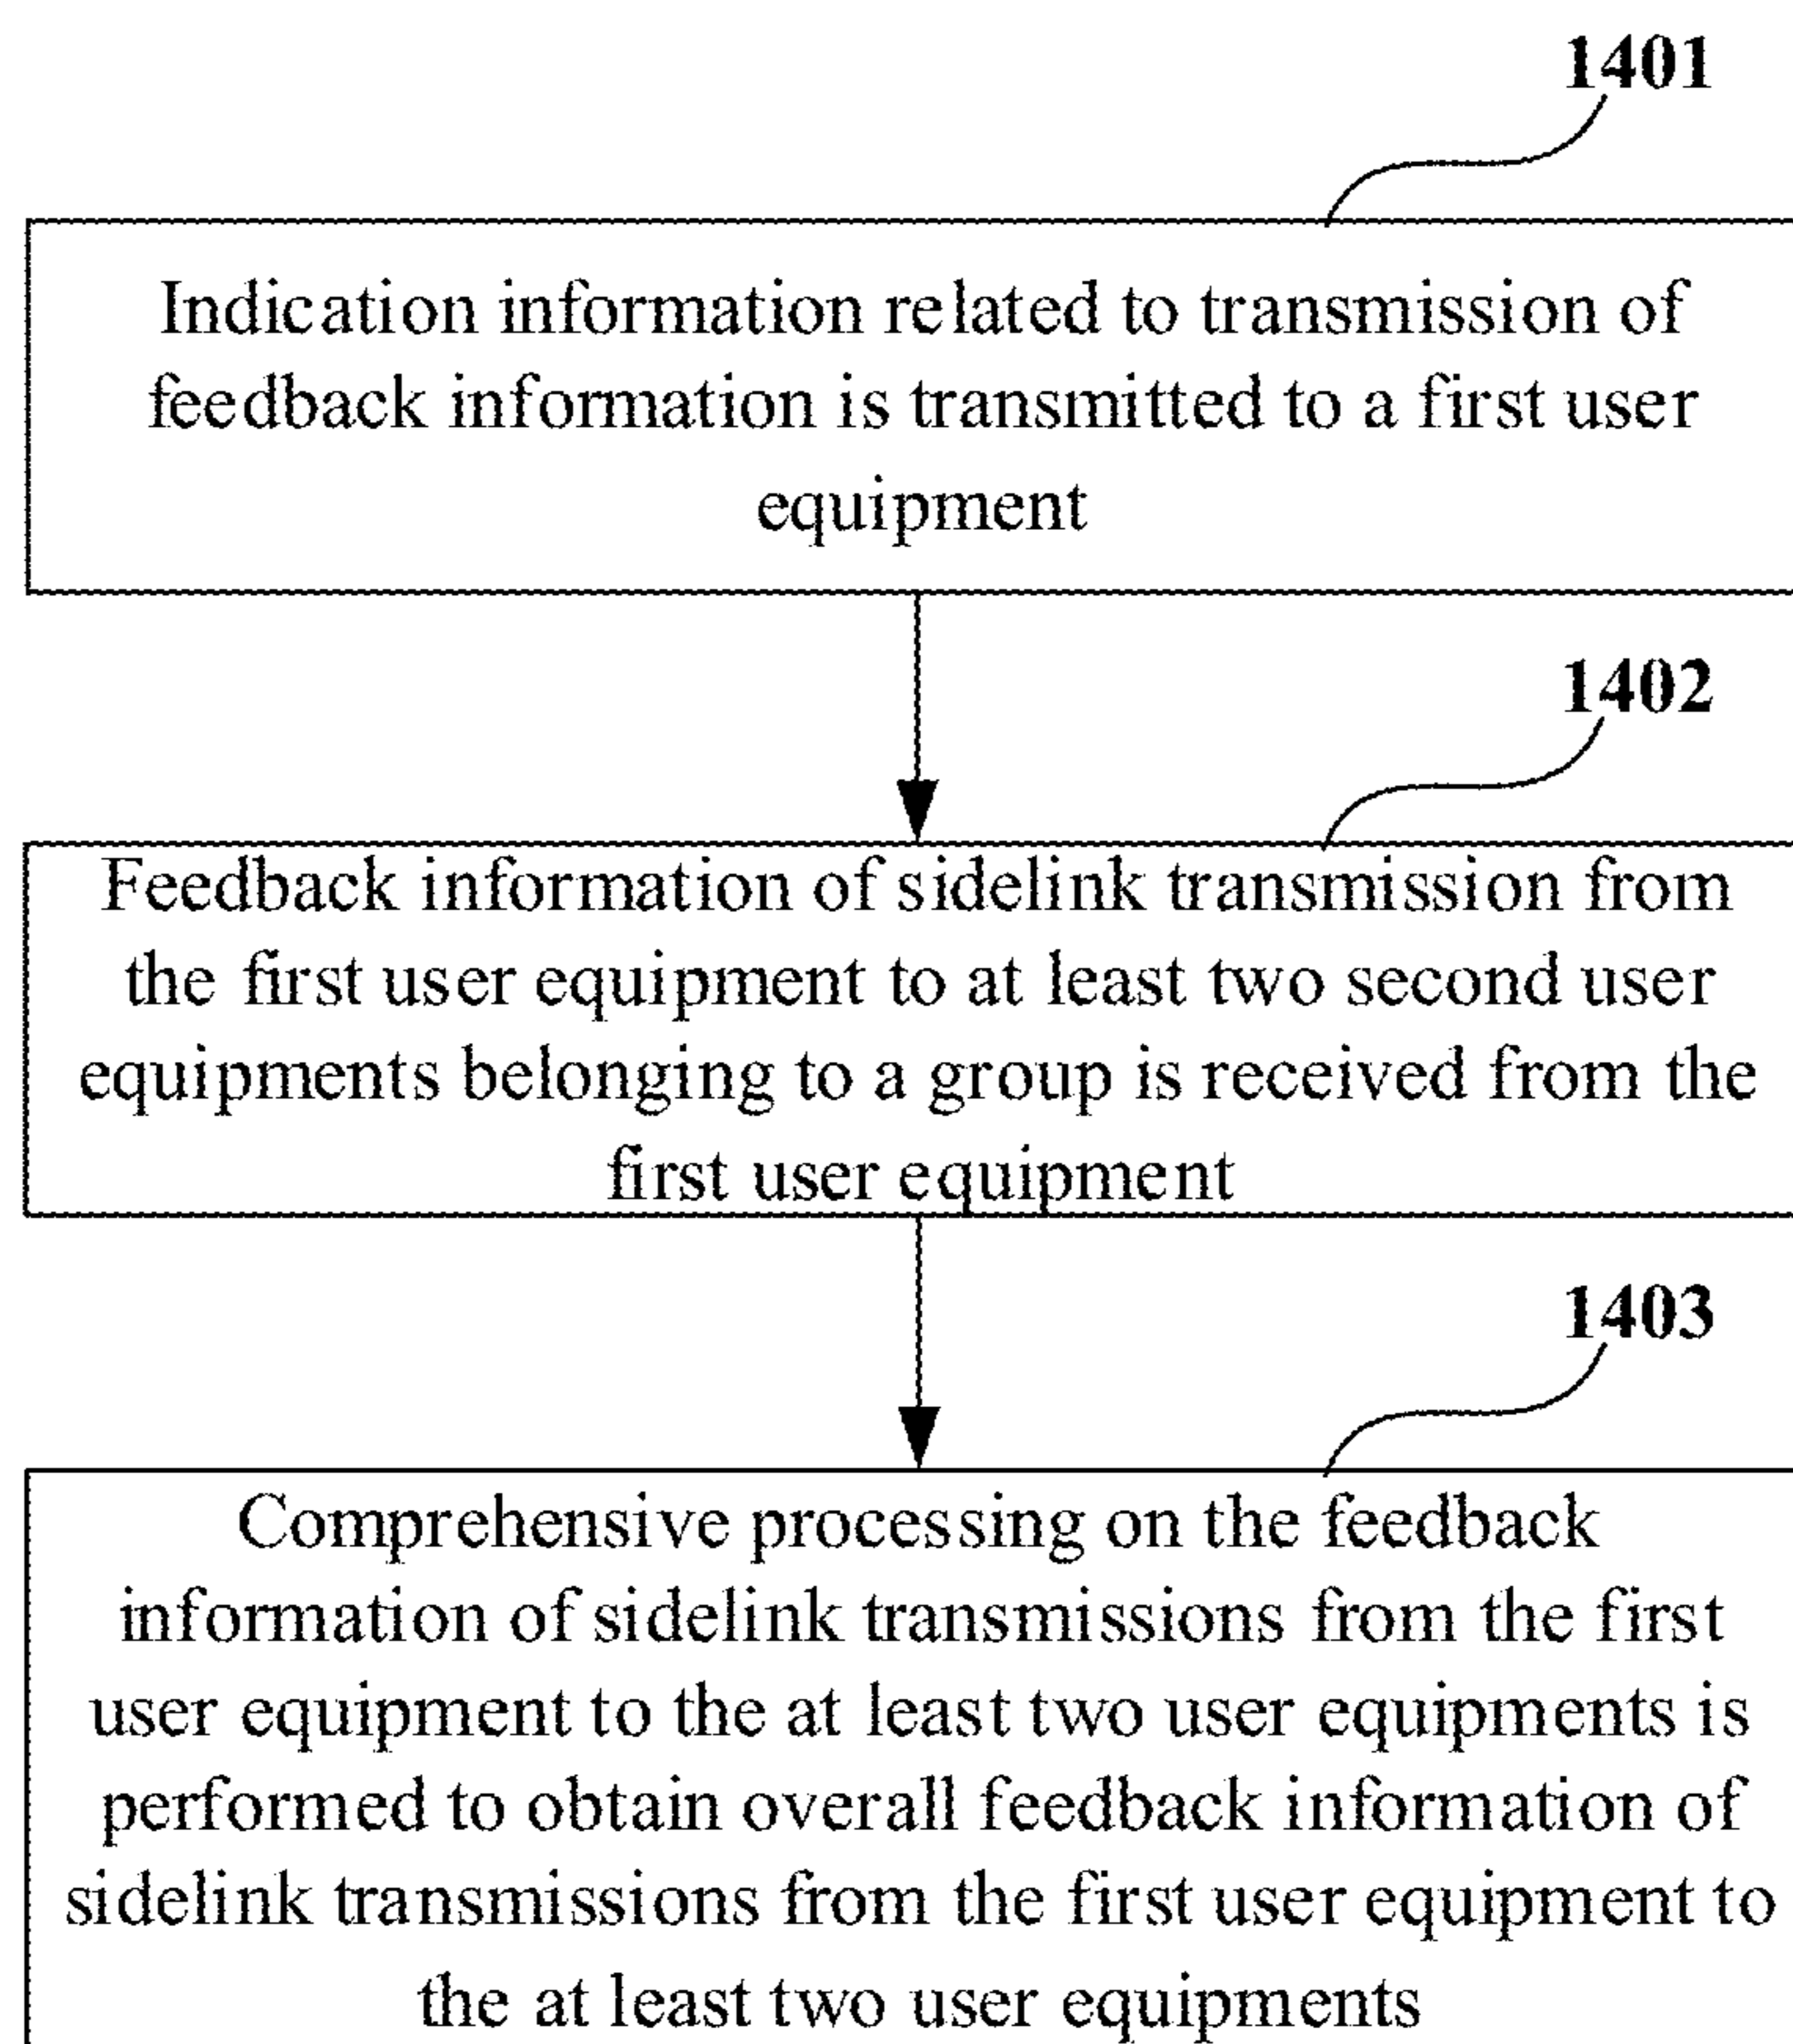 1401
Indication information related to transmission of
feedback information is transmitted to a first user
equipment
1402
Feedback information of sidelink transmission from
the first user equipment to at least two second user
equipments belonging to a group is received from the
first user equipment
1403
Comprehensive processing on the feedback
information of sidelink transmissions from the first
user equipment to the at least two user equipments is
performed to obtain overall feedback information of
sidelink transmissions from the first user equipment to
the at least two user equipments